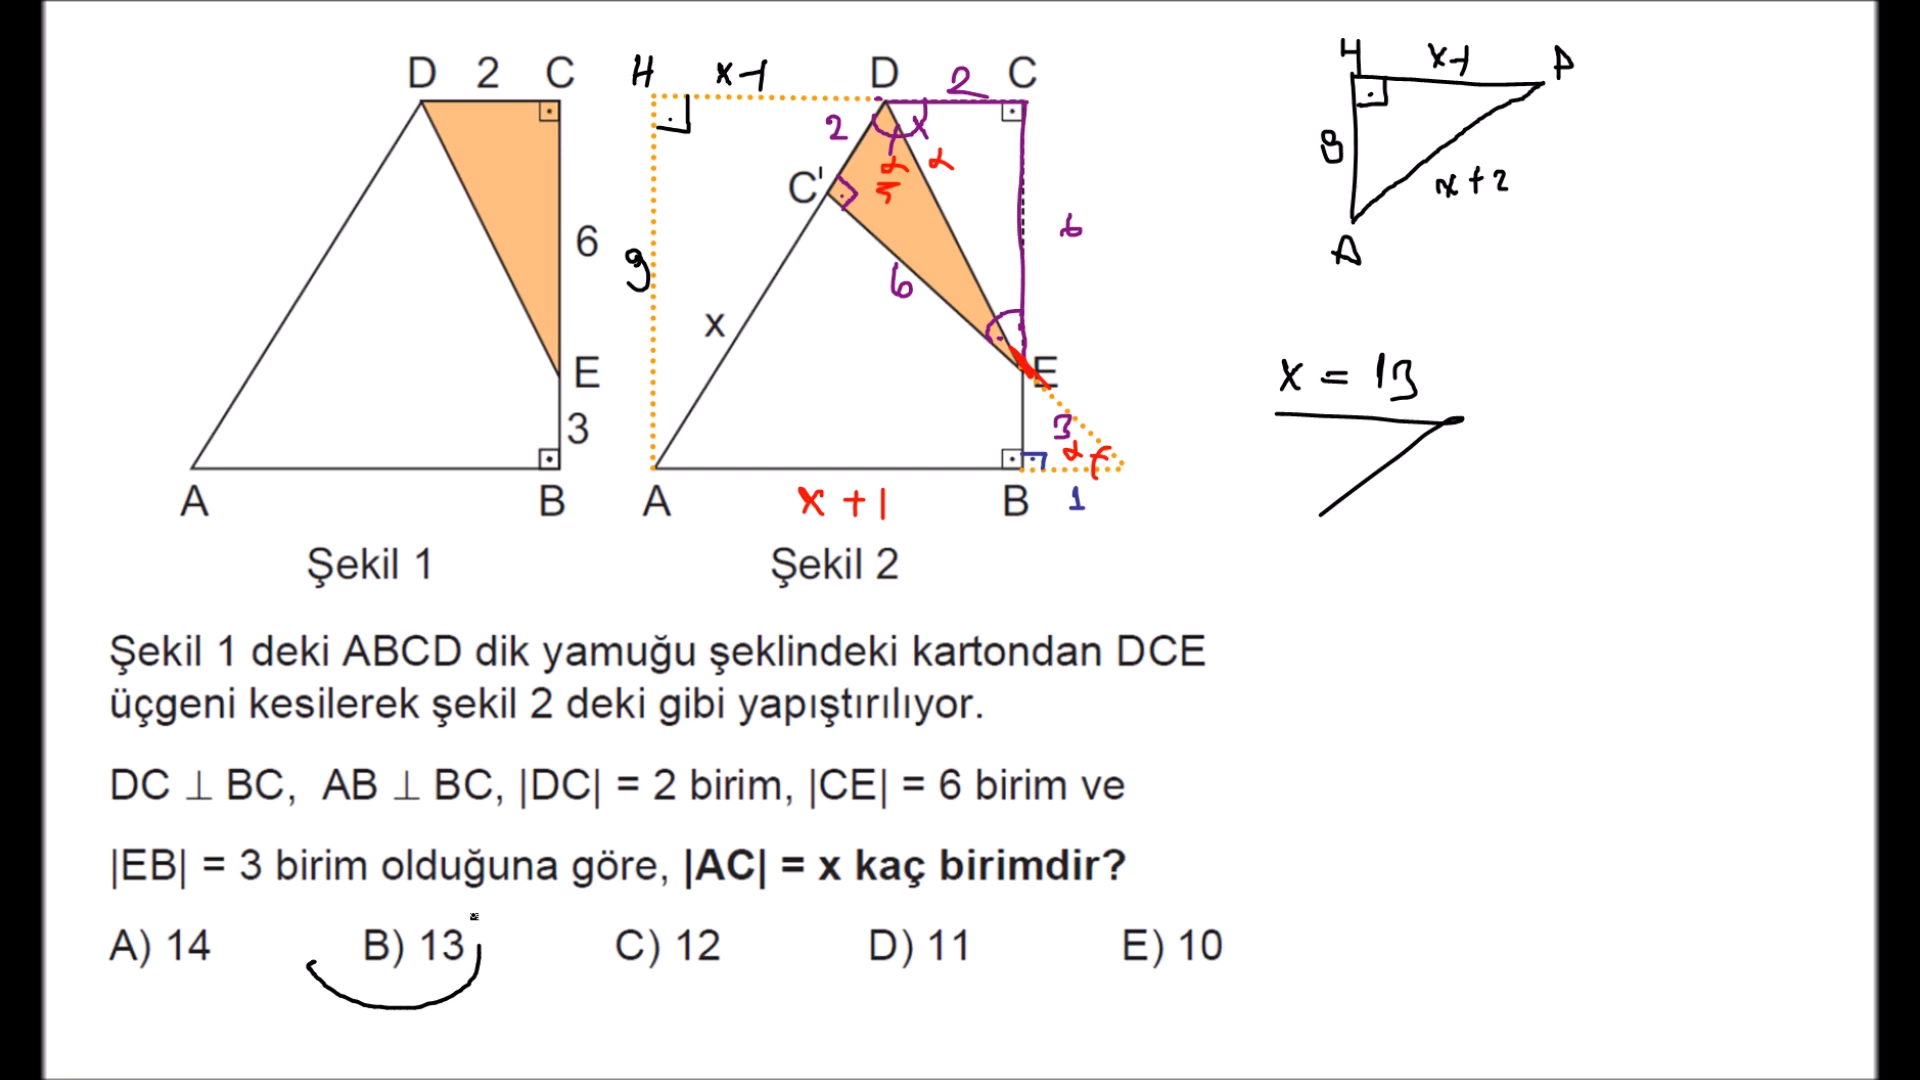 D 2 C
6
E
3
A B
Şekil 1
H x-1 D 2 C
2 x
α α
C'
6
9
6
x
E
3
α
A x + 1 B 1
Şekil 2
H x-1 D
9
x+2
A
x = 13
Şekil 1 deki ABCD dik yamuğu şeklindeki kartondan DCE
üçgeni kesilerek şekil 2 deki gibi yapıştırılıyor.
DC ⊥ BC, AB ⊥ BC, |DC| = 2 birim, |CE| = 6 birim ve
|EB| = 3 birim olduğuna göre, |AC| = x kaç birimdir?
A) 14 B) 13 C) 12 D) 11 E) 10